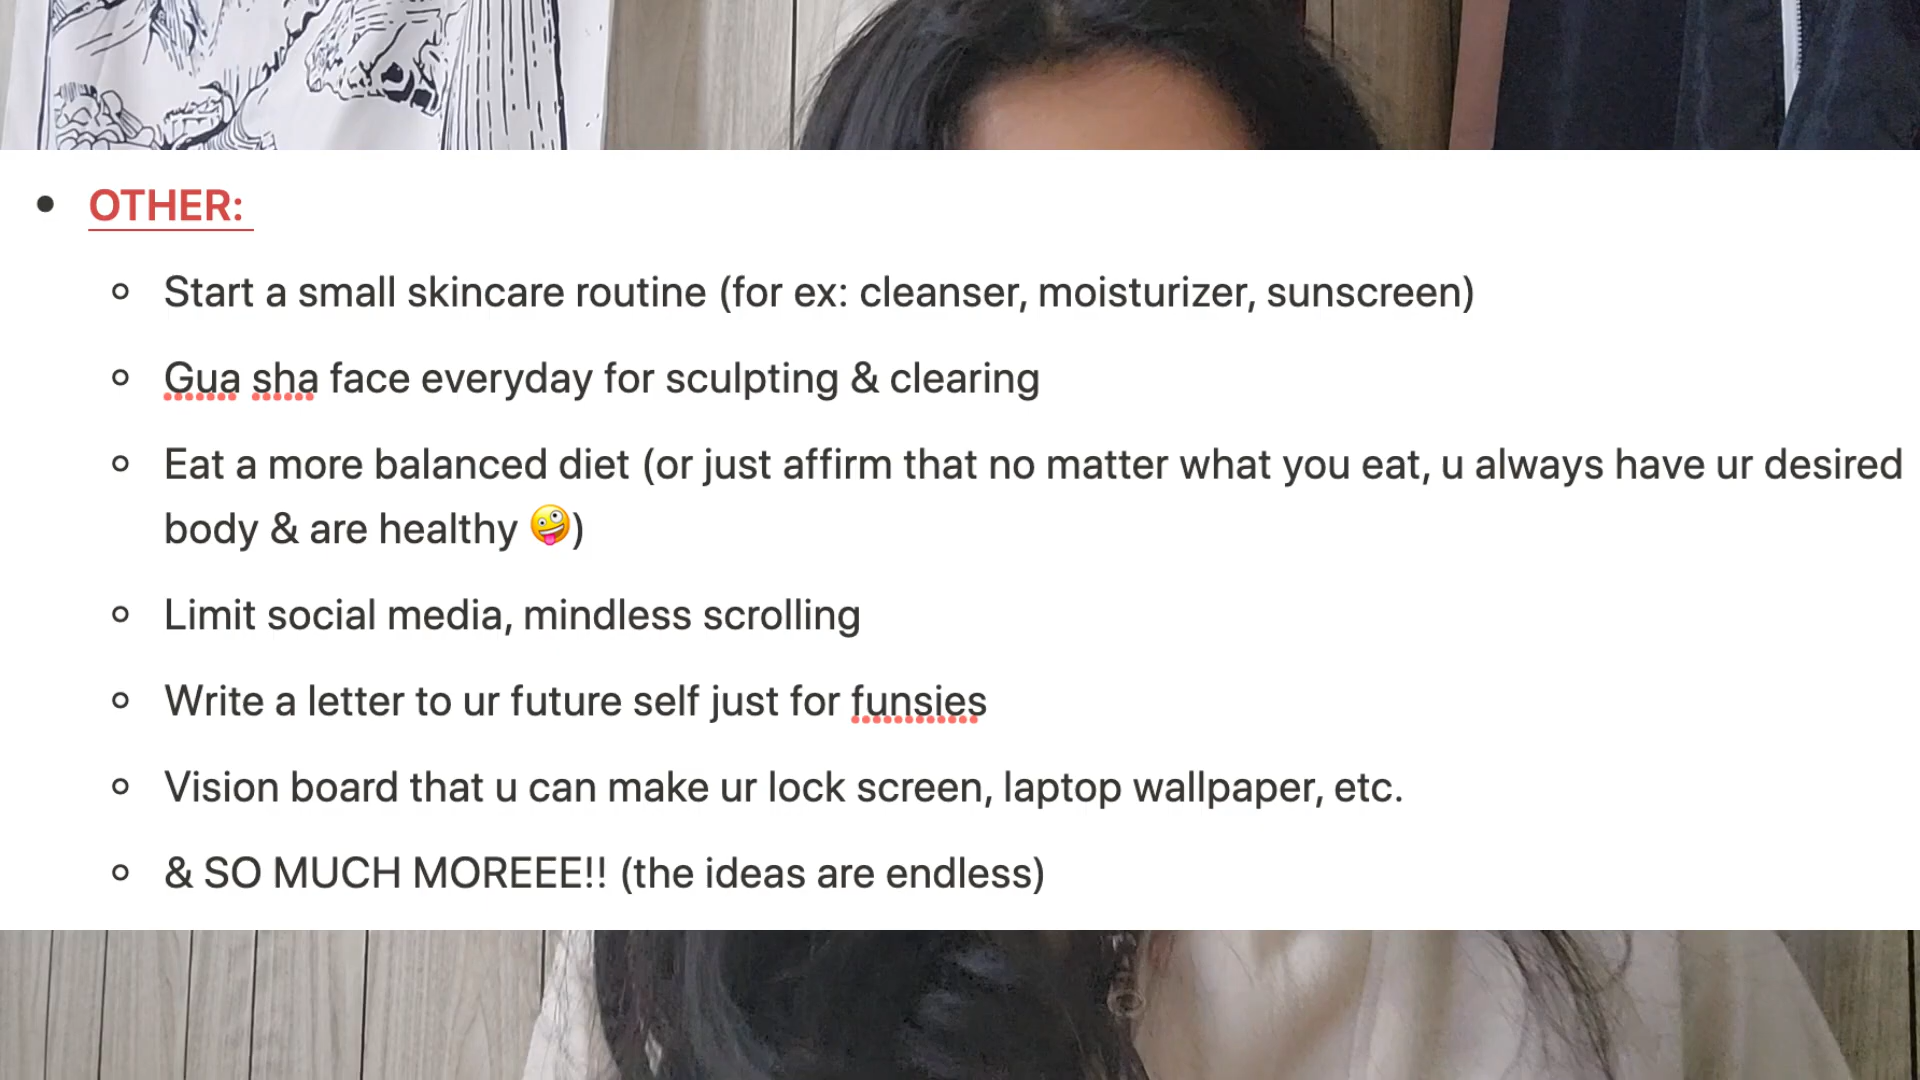 OTHER:
Start a small skincare routine (for ex: cleanser, moisturizer, sunscreen)
Gua sha face everyday for sculpting & clearing
Eat a more balanced diet (or just affirm that no matter what you eat, u always have ur desired
body & are healthy 🤪)
Limit social media, mindless scrolling
Write a letter to ur future self just for funsies
Vision board that u can make ur lock screen, laptop wallpaper, etc.
& SO MUCH MOREEE!! (the ideas are endless)